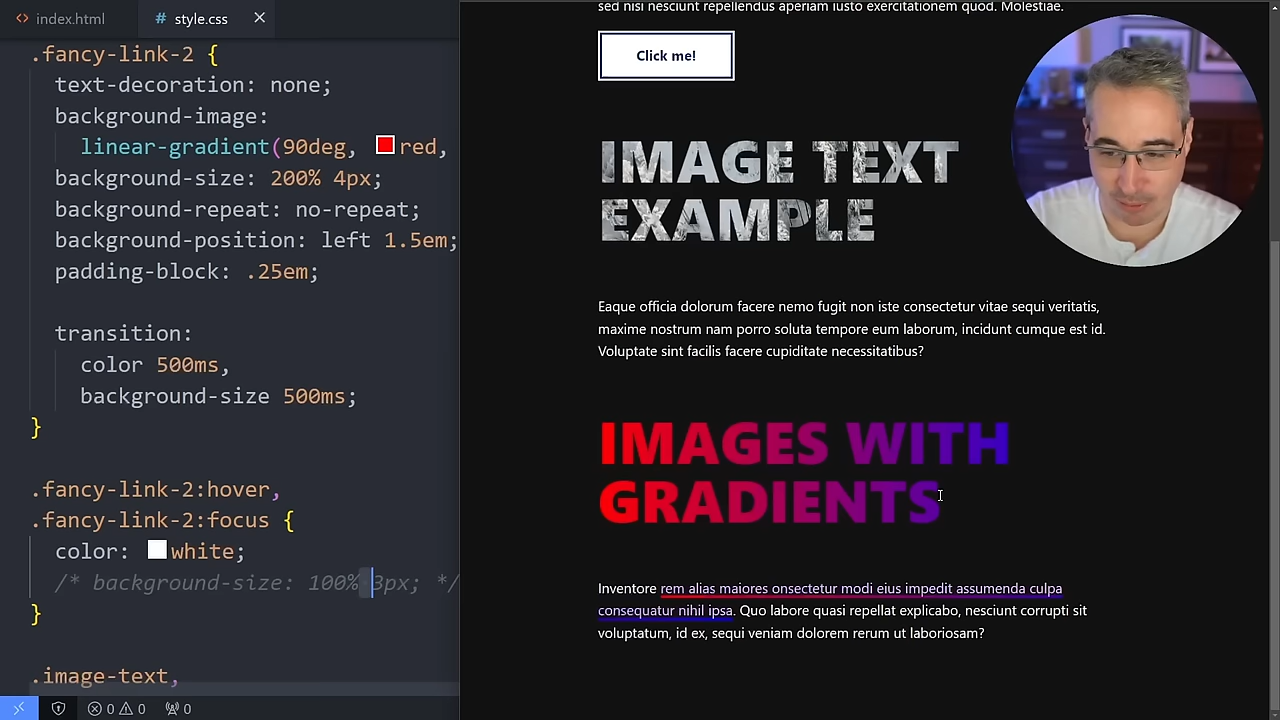 index.html
style.css
.fancy-link-2 {
text-decoration: none;
background-image:
linear-gradient(90deg, red,
background-size: 200% 4px;
background-repeat: no-repeat;
background-position: left 1.5em;
padding-block: .25em;
transition:
color 500ms,
background-size 500ms;
}
.fancy-link-2:hover,
.fancy-link-2:focus {
color: white;
/* background-size: 100% 3px; */
}
.image-text,
0 0 0
sed nisi nesciunt repellendus aperiam iusto exercitationem quod. Molestiae.
Click me!
IMAGE TEXT
EXAMPLE
Eaque officia dolorum facere nemo fugit non iste consectetur vitae sequi veritatis,
maxime nostrum nam porro soluta tempore eum laborum, incidunt cumque est id.
Voluptate sint facilis facere cupiditate necessitatibus?
IMAGES WITH
GRADIENTS
Inventore rem alias maiores onsectetur modi eius impedit assumenda culpa
consequatur nihil ipsa. Quo labore quasi repellat explicabo, nesciunt corrupti sit
voluptatum, id ex, sequi veniam dolorem rerum ut laboriosam?